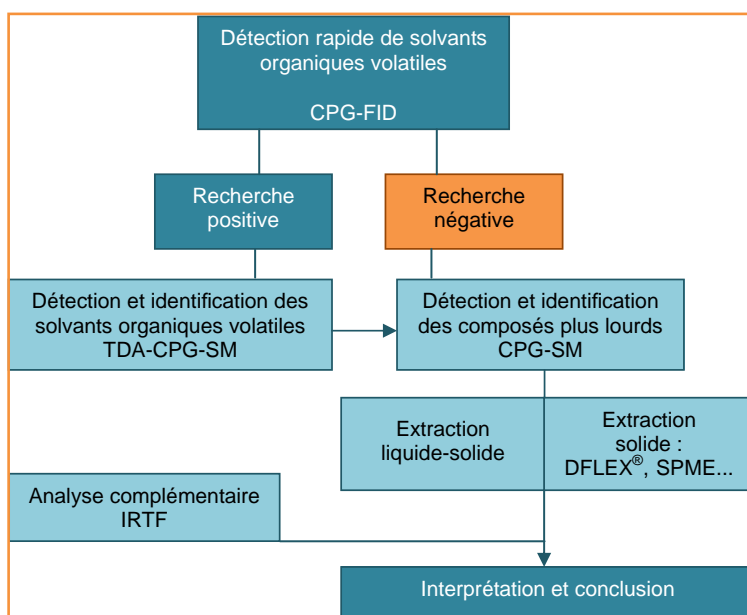 Détection rapide de solvants
organiques volatiles
CPG-FID
Recherche
positive
Recherche
négative
Détection et identification des
solvants organiques volatiles
TDA-CPG-SM
Détection et identification
des composés plus lourds
CPG-SM
Extraction
liquide-solide
Extraction
solide :
DFLEX®, SPME...
Analyse complémentaire
IRTF
Interprétation et conclusion